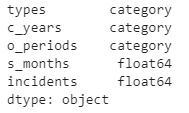 types category
c_years category
o_periods category
s_months float64
incidents float64
dtype: object